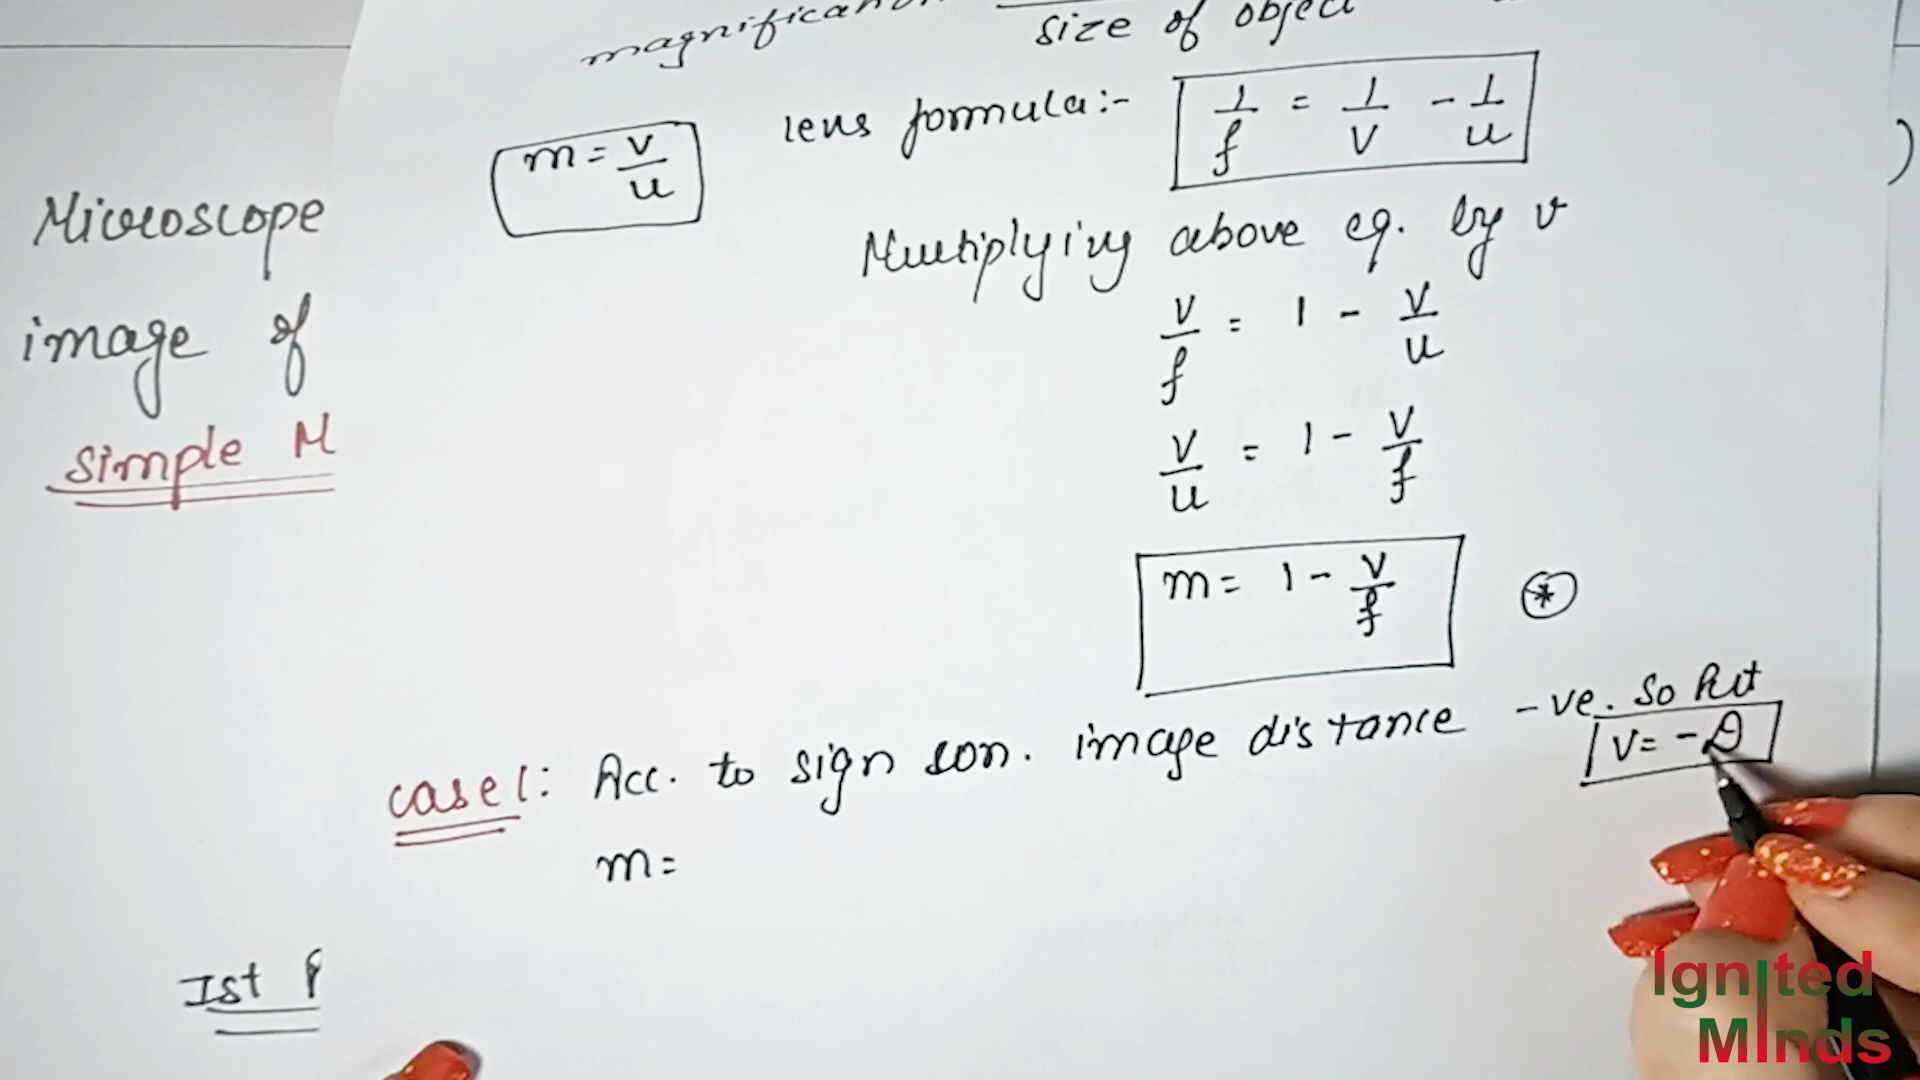 magnification
size of object
lens formula:- 1/f = 1/v - 1/u
m = v/u
Multiplying above eq. by v
v/f = 1 - v/u
v/u = 1 - v/f
m = 1 - v/f *
Microscope
image of
simple M
case 1: Acc. to sign con. image distance -ve. So Put
v = -D
m =
Ist P
)
Ignited
Minds